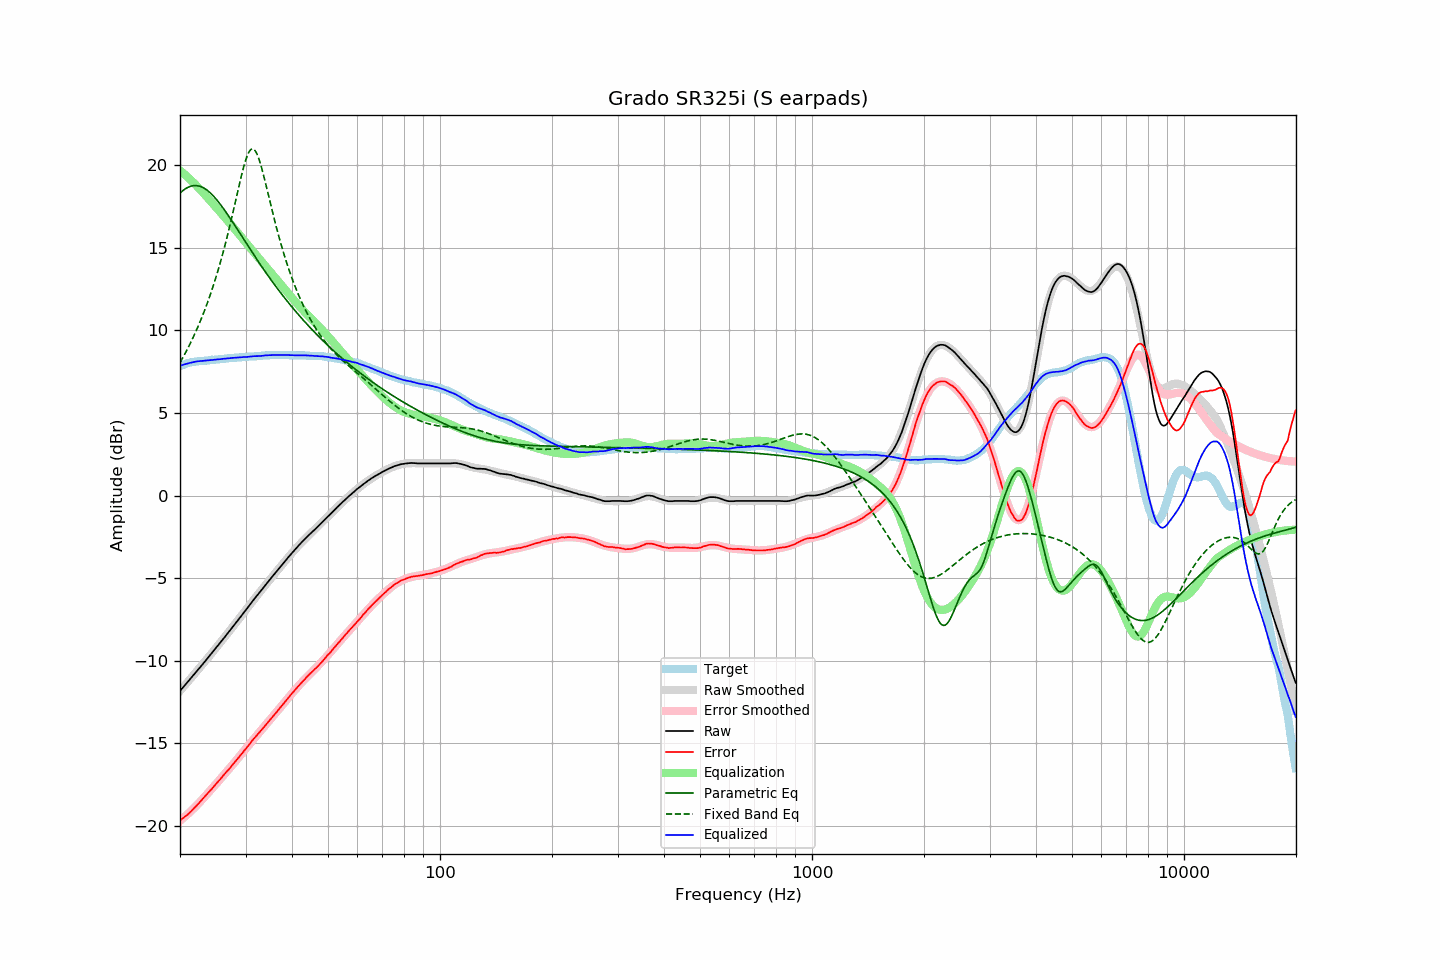 Grado SR325i (S earpads)
Amplitude (dBr)
20
15
10
5
0
−5
−10
−15
−20
Target
Raw Smoothed
Error Smoothed
Raw
Error
Equalization
Parametric Eq
Fixed Band Eq
Equalized
100
1000
10000
Frequency (Hz)